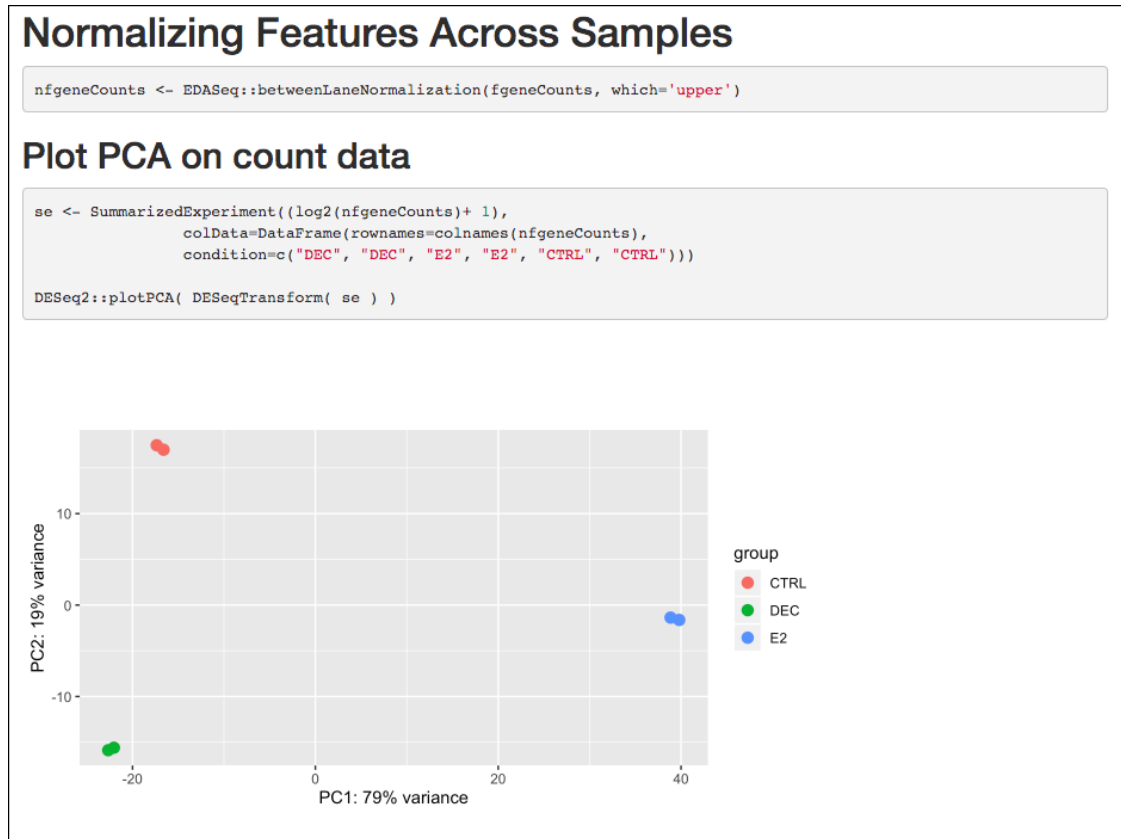 Normalizing Features Across Samples
nfgeneCounts <- EDASeq::betweenLaneNormalization(fgeneCounts, which='upper')
Plot PCA on count data
se <- SummarizedExperiment((log2(nfgeneCounts)+ 1),
colData=DataFrame(rownames=colnames(nfgeneCounts),
condition=c("DEC", "DEC", "E2", "E2", "CTRL", "CTRL")))
DESeq2::plotPCA( DESeqTransform( se ) )
10
0
-10
PC2: 19% variance
-20
0
20
40
PC1: 79% variance
group
CTRL
DEC
E2